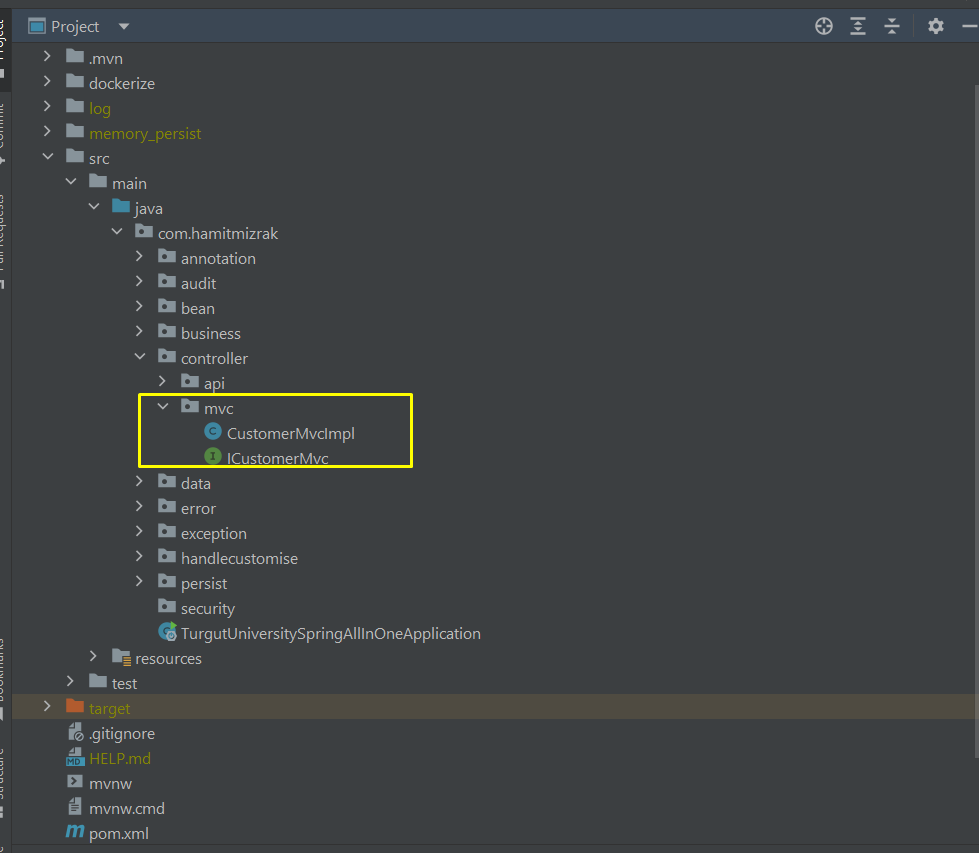 Project
.mvn
dockerize
log
memory_persist
src
main
java
com.hamitmizrak
annotation
audit
bean
business
controller
api
mvc
C CustomerMvcImpl
I ICustomerMvc
data
error
exception
handlecustomise
persist
security
TurgutUniversitySpringAllInOneApplication
resources
test
target
.gitignore
MD HELP.md
mvnw
mvnw.cmd
m pom.xml